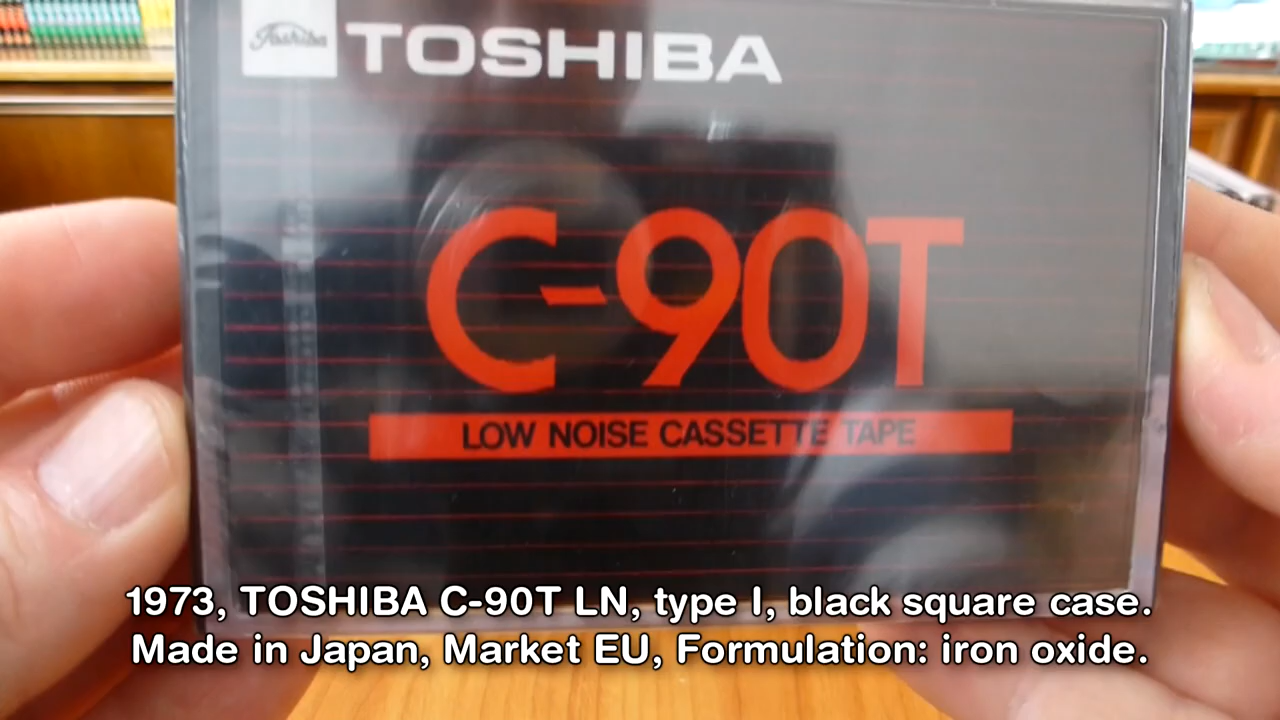 Toshiba TOSHIBA
C-90T
LOW NOISE CASSETTE TAPE
1973, TOSHIBA C-90T LN, type I, black square case.
Made in Japan, Market EU, Formulation: iron oxide.